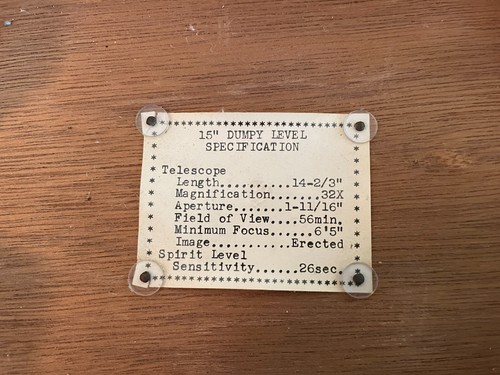 15" DUMPY LEVEL
SPECIFICATION
Telescope
Length..........14-2/3"
Magnification.......32X
Aperture.......1-11/16"
Field of View....56min.
Minimum Focus......6'5"
Image...........Erected
Spirit Level
Sensitivity......26sec.